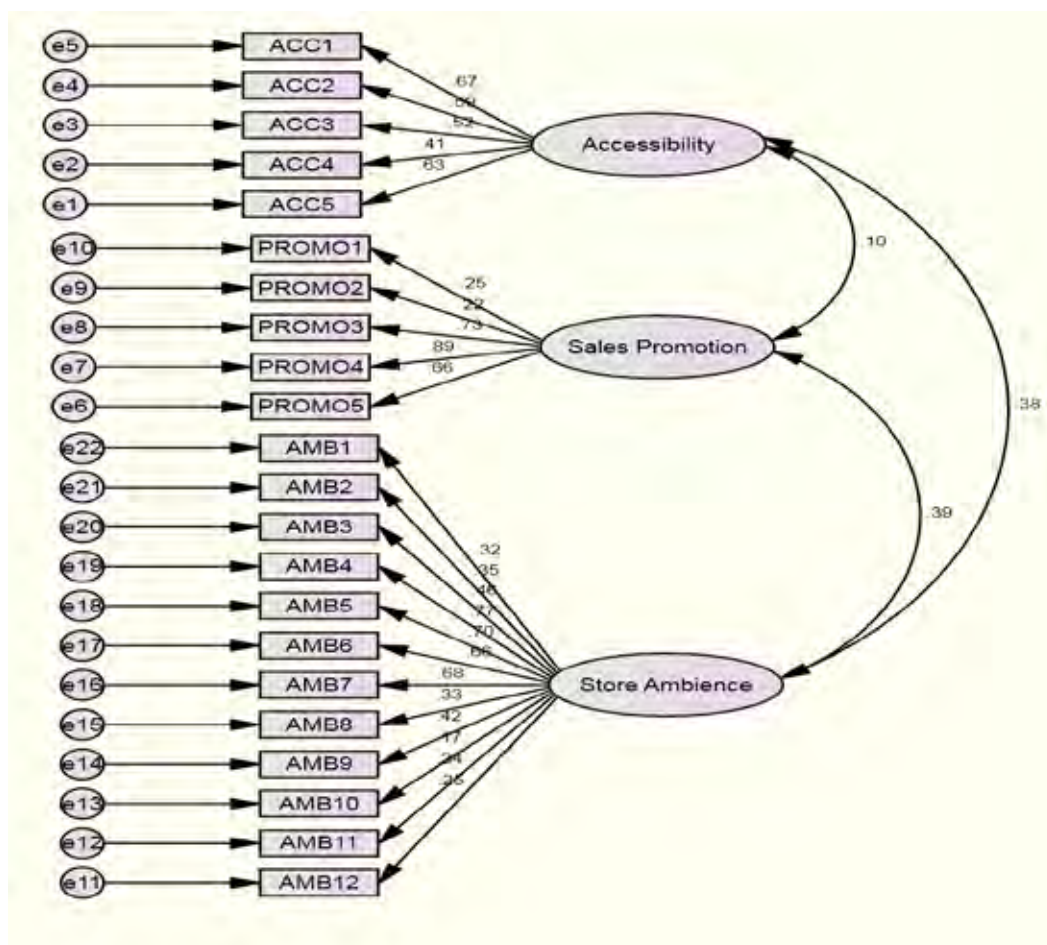 e5 ACC1
.67
e4 ACC2
e3 ACC3
.52
Accessibility
e2 ACC4
.41
.63
e1 ACC5
e10 PROMO1
.10
.25
e9 PROMO2
.22
e8 PROMO3
.73
Sales Promotion
e7 PROMO4
.89
.66
e6 PROMO5
.38
e22 AMB1
e21 AMB2
.39
e20 AMB3
.32
e19 AMB4
.35
.46
e18 AMB5
.77
.70
e17 AMB6
.66
e16 AMB7
.68
Store Ambience
.33
e15 AMB8
.42
e14 AMB9
.17
e13 AMB10
e12 AMB11
e11 AMB12